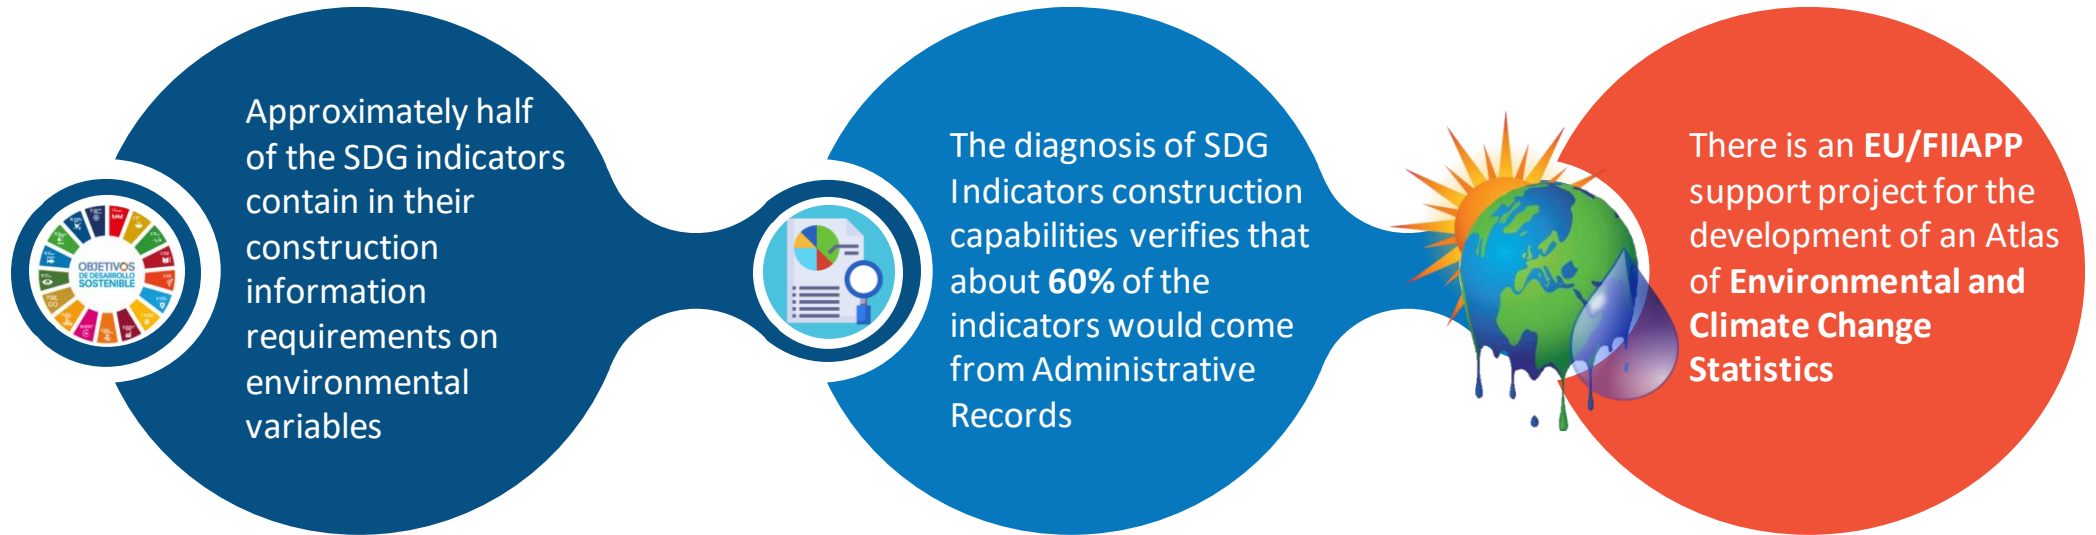 Approximately half
of the SDG indicators
contain in their
construction
information
requirements on
environmental
variables
OBJETIVOS
DE DESARROLLO
SOSTENIBLE
The diagnosis of SDG
Indicators construction
capabilities verifies that
about 60% of the
indicators would come
from Administrative
Records
There is an EU/FIIAPP
support project for the
development of an Atlas
of Environmental and
Climate Change
Statistics